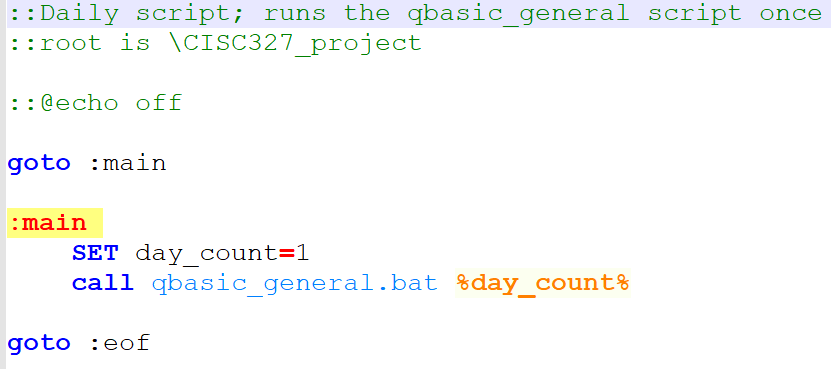 ::Daily script; runs the qbasic_general script once
::root is \CISC327_project
::@echo off
goto :main
:main
SET day_count=1
call qbasic_general.bat %day_count%
goto :eof